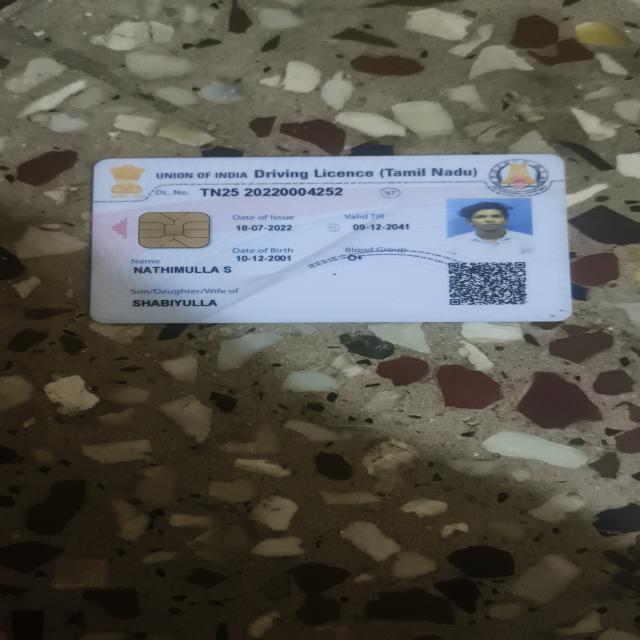 UNION OF INDIA Driving Licence (Tamil Nadu)
DL. No. TN25 20220004252
Date of Issue Valid Till
18-07-2022 09-12-2041
Date of Birth Blood Group
10-12-2001 O+
Name
NATHIMULLA S
Son/Daughter/Wife of
SHABIYULLA